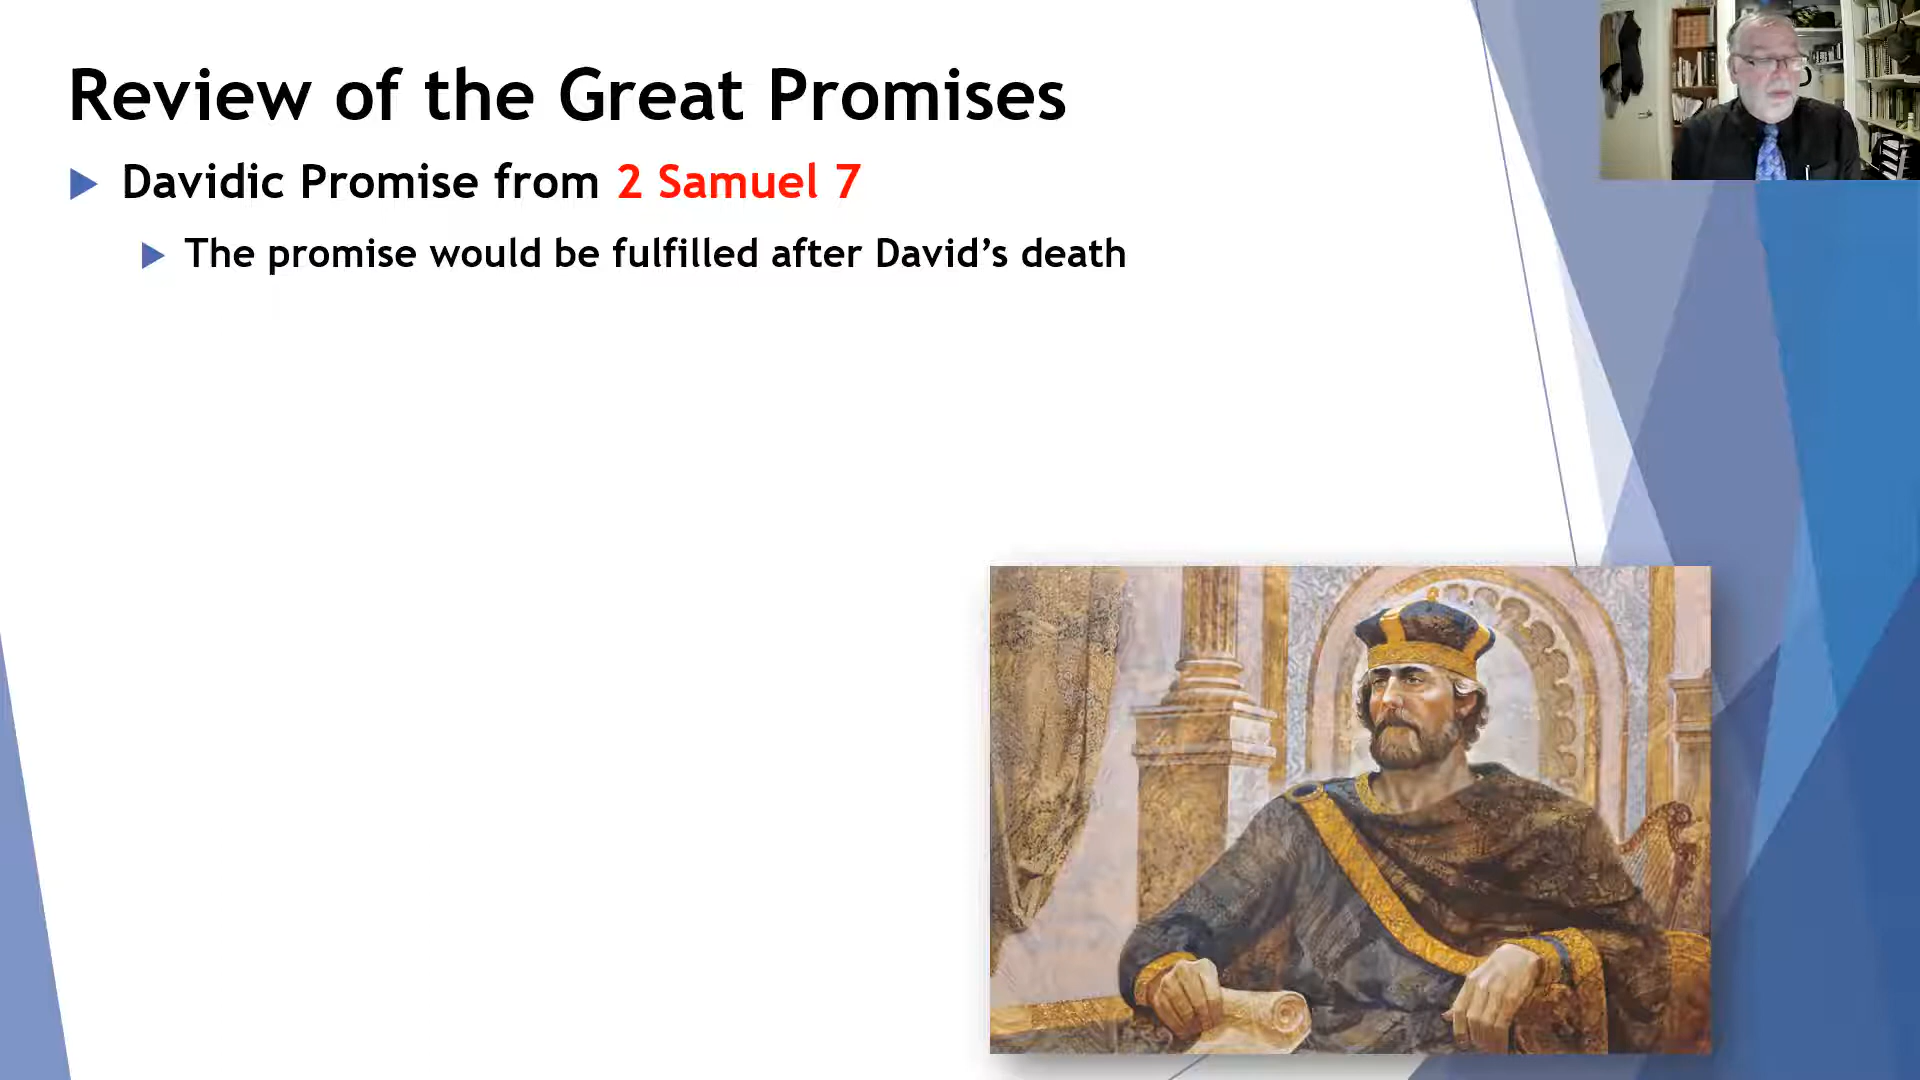 Review of the Great Promises
Davidic Promise from 2 Samuel 7
The promise would be fulfilled after David’s death